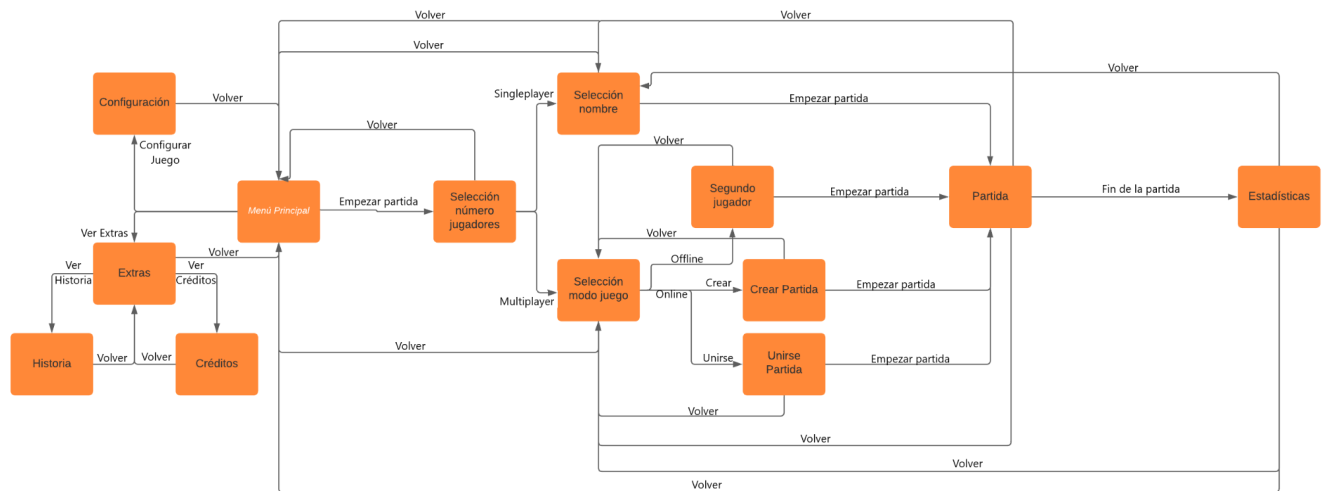 Volver
Volver
Volver
Configuración
Volver
Singleplayer
Selección
nombre
Empezar partida
Volver
Configurar
Juego
Volver
Menú Principal
Empezar partida
Selección
número
jugadores
Segundo
jugador
Empezar partida
Partida
Fin de la partida
Estadísticas
Ver Extras
Volver
Volver
Extras
Ver
Historia
Ver
Créditos
Offline
Selección
modo juego
Multiplayer
Online
Crear
Crear Partida
Empezar partida
Volver
Historia
Volver
Volver
Créditos
Unirse
Unirse
Partida
Empezar partida
Volver
Volver
Volver
Volver